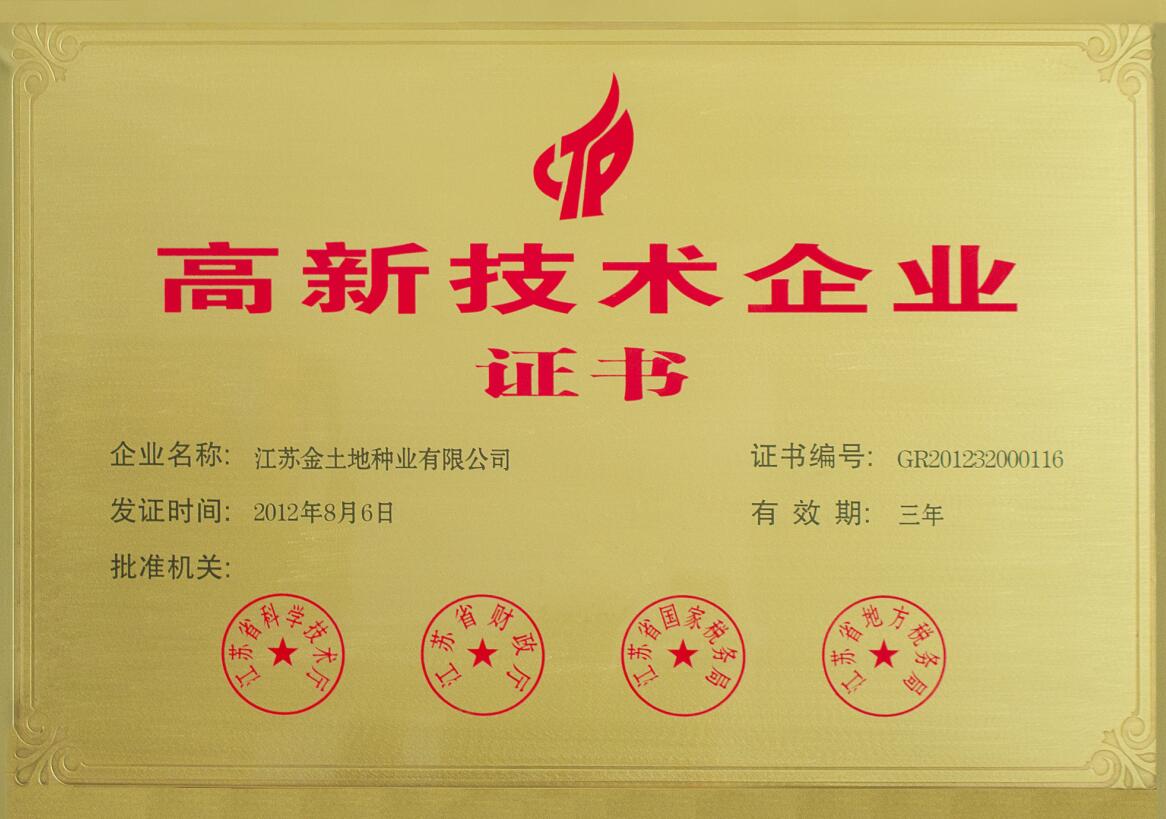 CTP
高新技术企业
证书
企业名称: 江苏金土地种业有限公司
证书编号: GR201232000116
发证时间: 2012年8月6日
有效期: 三年
批准机关:
江苏省科学技术厅
江苏省财政厅
江苏省国家税务局
江苏省地方税务局